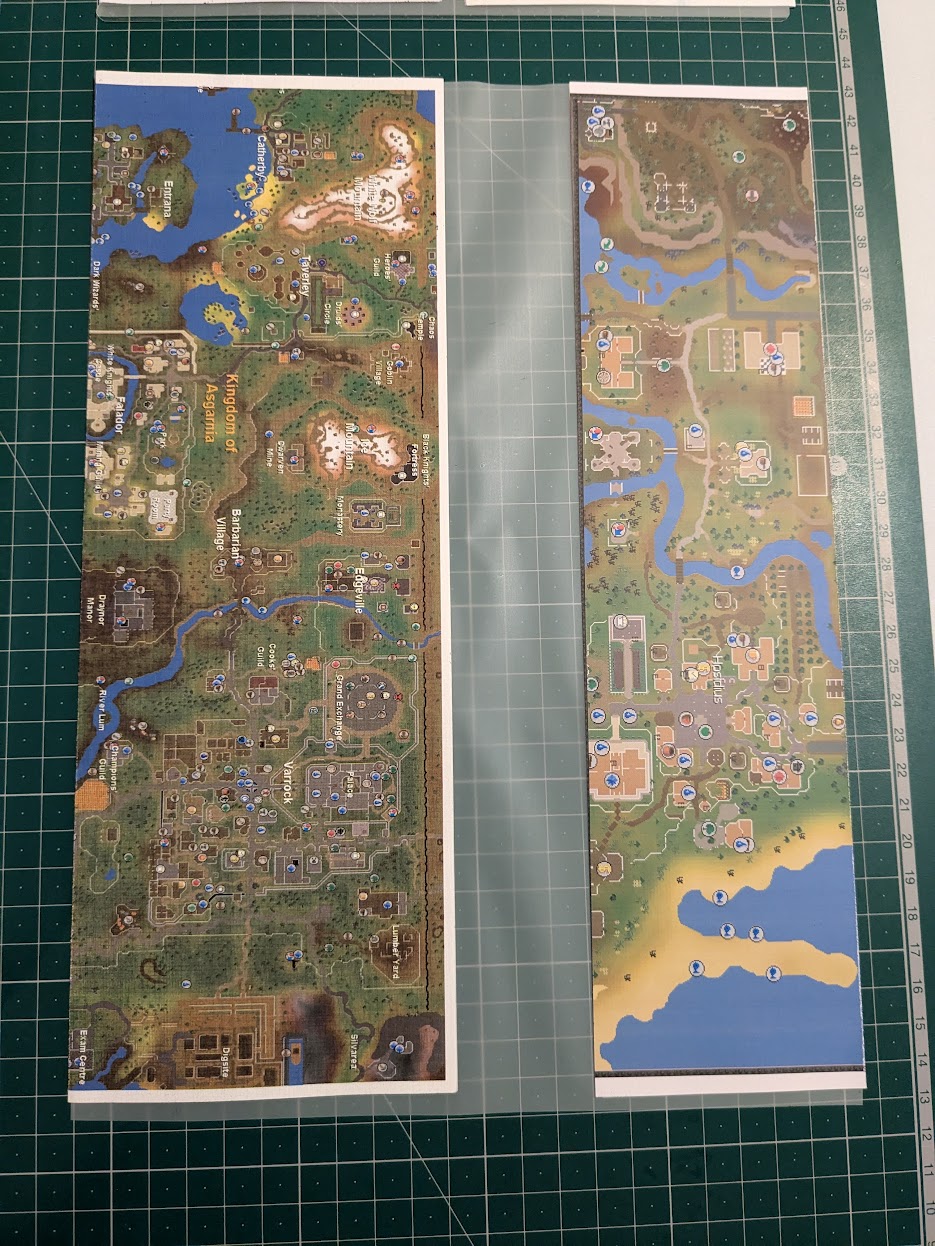 Catherby
Entrana
White Wolf
Mountain
Taverley
Heroes'
Guild
Druids'
Circle
Chaos
Temple
Goblin
Village
Dark Wizards'
Kingdom of
Asgarnia
White Knights'
Falador
Park
Party
Room
Ice
Mountain
Dwarven
Mine
Black Knights'
Fortress
Monastery
Barbarian
Village
Edgeville
Draynor
Manor
Cooks'
Guild
Grand Exchange
River Lum
Champions'
Guild
Varrock
Palace
Lumber Yard
Silvarea
Digsite
Exam Centre
Hosidius
46
45
44
43
42
41
40
39
38
37
36
35
34
33
32
31
30
29
28
27
26
25
24
23
22
21
20
19
18
17
16
15
14
13
12
11
10